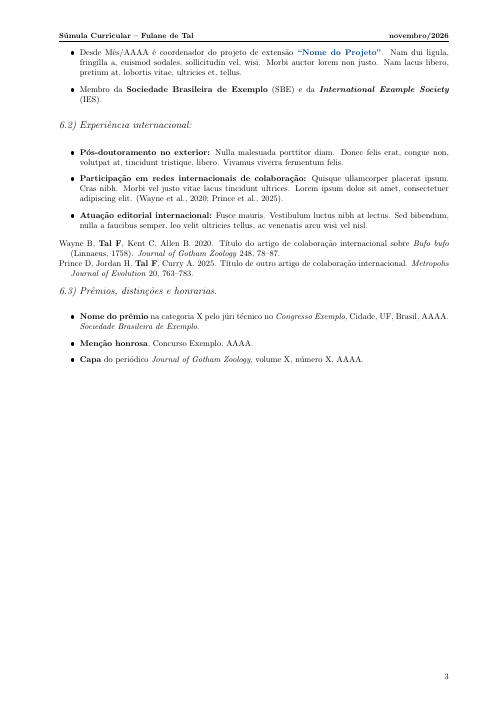 Súmula Curricular – Fulane de Tal novembro/2026
• Desde Mês/AAAA é coordenador do projeto de extensão “Nome do Projeto”. Nam dui ligula,
fringilla a, euismod sodales, sollicitudin vel, wisi. Morbi auctor lorem non justo. Nam lacus libero,
pretium at, lobortis vitae, ultricies et, tellus.
• Membro da Sociedade Brasileira de Exemplo (SBE) e da International Example Society
(IES).
6.2) Experiência internacional:
• Pós-doutoramento no exterior: Nulla malesuada porttitor diam. Donec felis erat, congue non,
volutpat at, tincidunt tristique, libero. Vivamus viverra fermentum felis.
• Participação em redes internacionais de colaboração: Quisque ullamcorper placerat ipsum.
Cras nibh. Morbi vel justo vitae lacus tincidunt ultrices. Lorem ipsum dolor sit amet, consectetuer
adipiscing elit. (Wayne et al., 2020; Prince et al., 2025).
• Atuação editorial internacional: Fusce mauris. Vestibulum luctus nibh at lectus. Sed bibendum,
nulla a faucibus semper, leo velit ultricies tellus, ac venenatis arcu wisi vel nisl.
Wayne B, Tal F, Kent C, Allen B. 2020. Título do artigo de colaboração internacional sobre Bufo bufo
(Linnaeus, 1758). Journal of Gotham Zoology 248, 78–87.
Prince D, Jordan H, Tal F, Curry A. 2025. Título de outro artigo de colaboração internacional. Metropolis
Journal of Evolution 20, 763–783.
6.3) Prêmios, distinções e honrarias.
• Nome do prêmio na categoria X pelo júri técnico no Congresso Exemplo, Cidade, UF, Brasil, AAAA.
Sociedade Brasileira de Exemplo.
• Menção honrosa, Concurso Exemplo, AAAA.
• Capa do periódico Journal of Gotham Zoology, volume X, número X, AAAA.
3